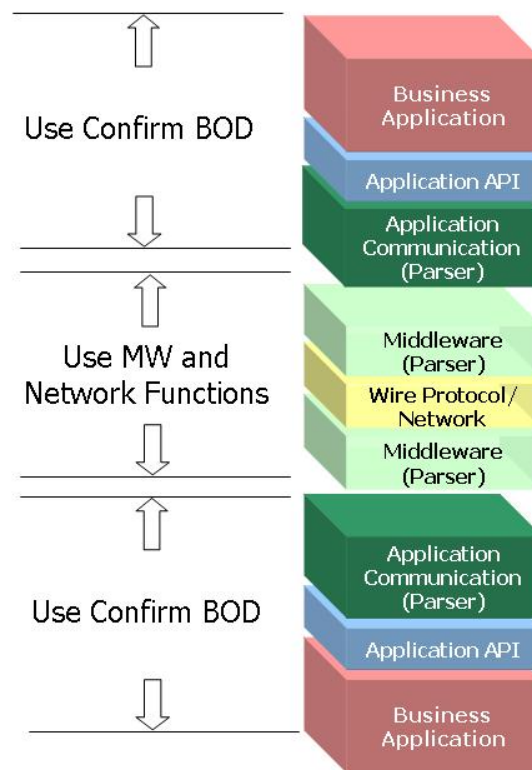 Use Confirm BOD
Business
Application
Application API
Application
Communication
(Parser)
Use MW and
Network Functions
Middleware
(Parser)
Wire Protocol/
Network
Middleware
(Parser)
Use Confirm BOD
Application
Communication
(Parser)
Application API
Business
Application